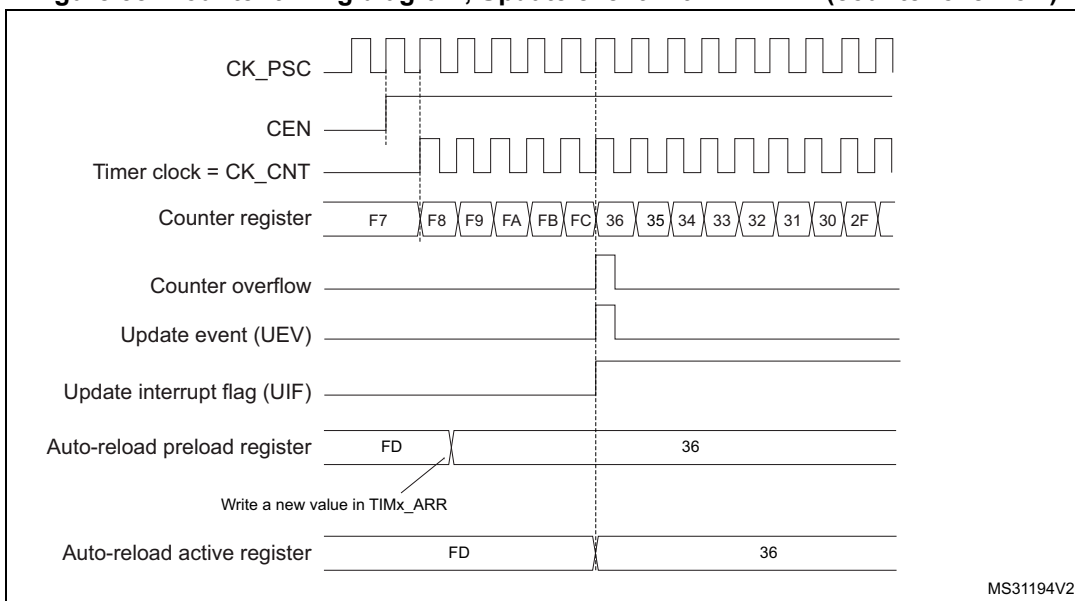 CK_PSC
CEN
Timer clock = CK_CNT
Counter register F7 F8 F9 FA FB FC 36 35 34 33 32 31 30 2F
Counter overflow
Update event (UEV)
Update interrupt flag (UIF)
Auto-reload preload register FD 36
Write a new value in TIMx_ARR
Auto-reload active register FD 36
MS31194V2